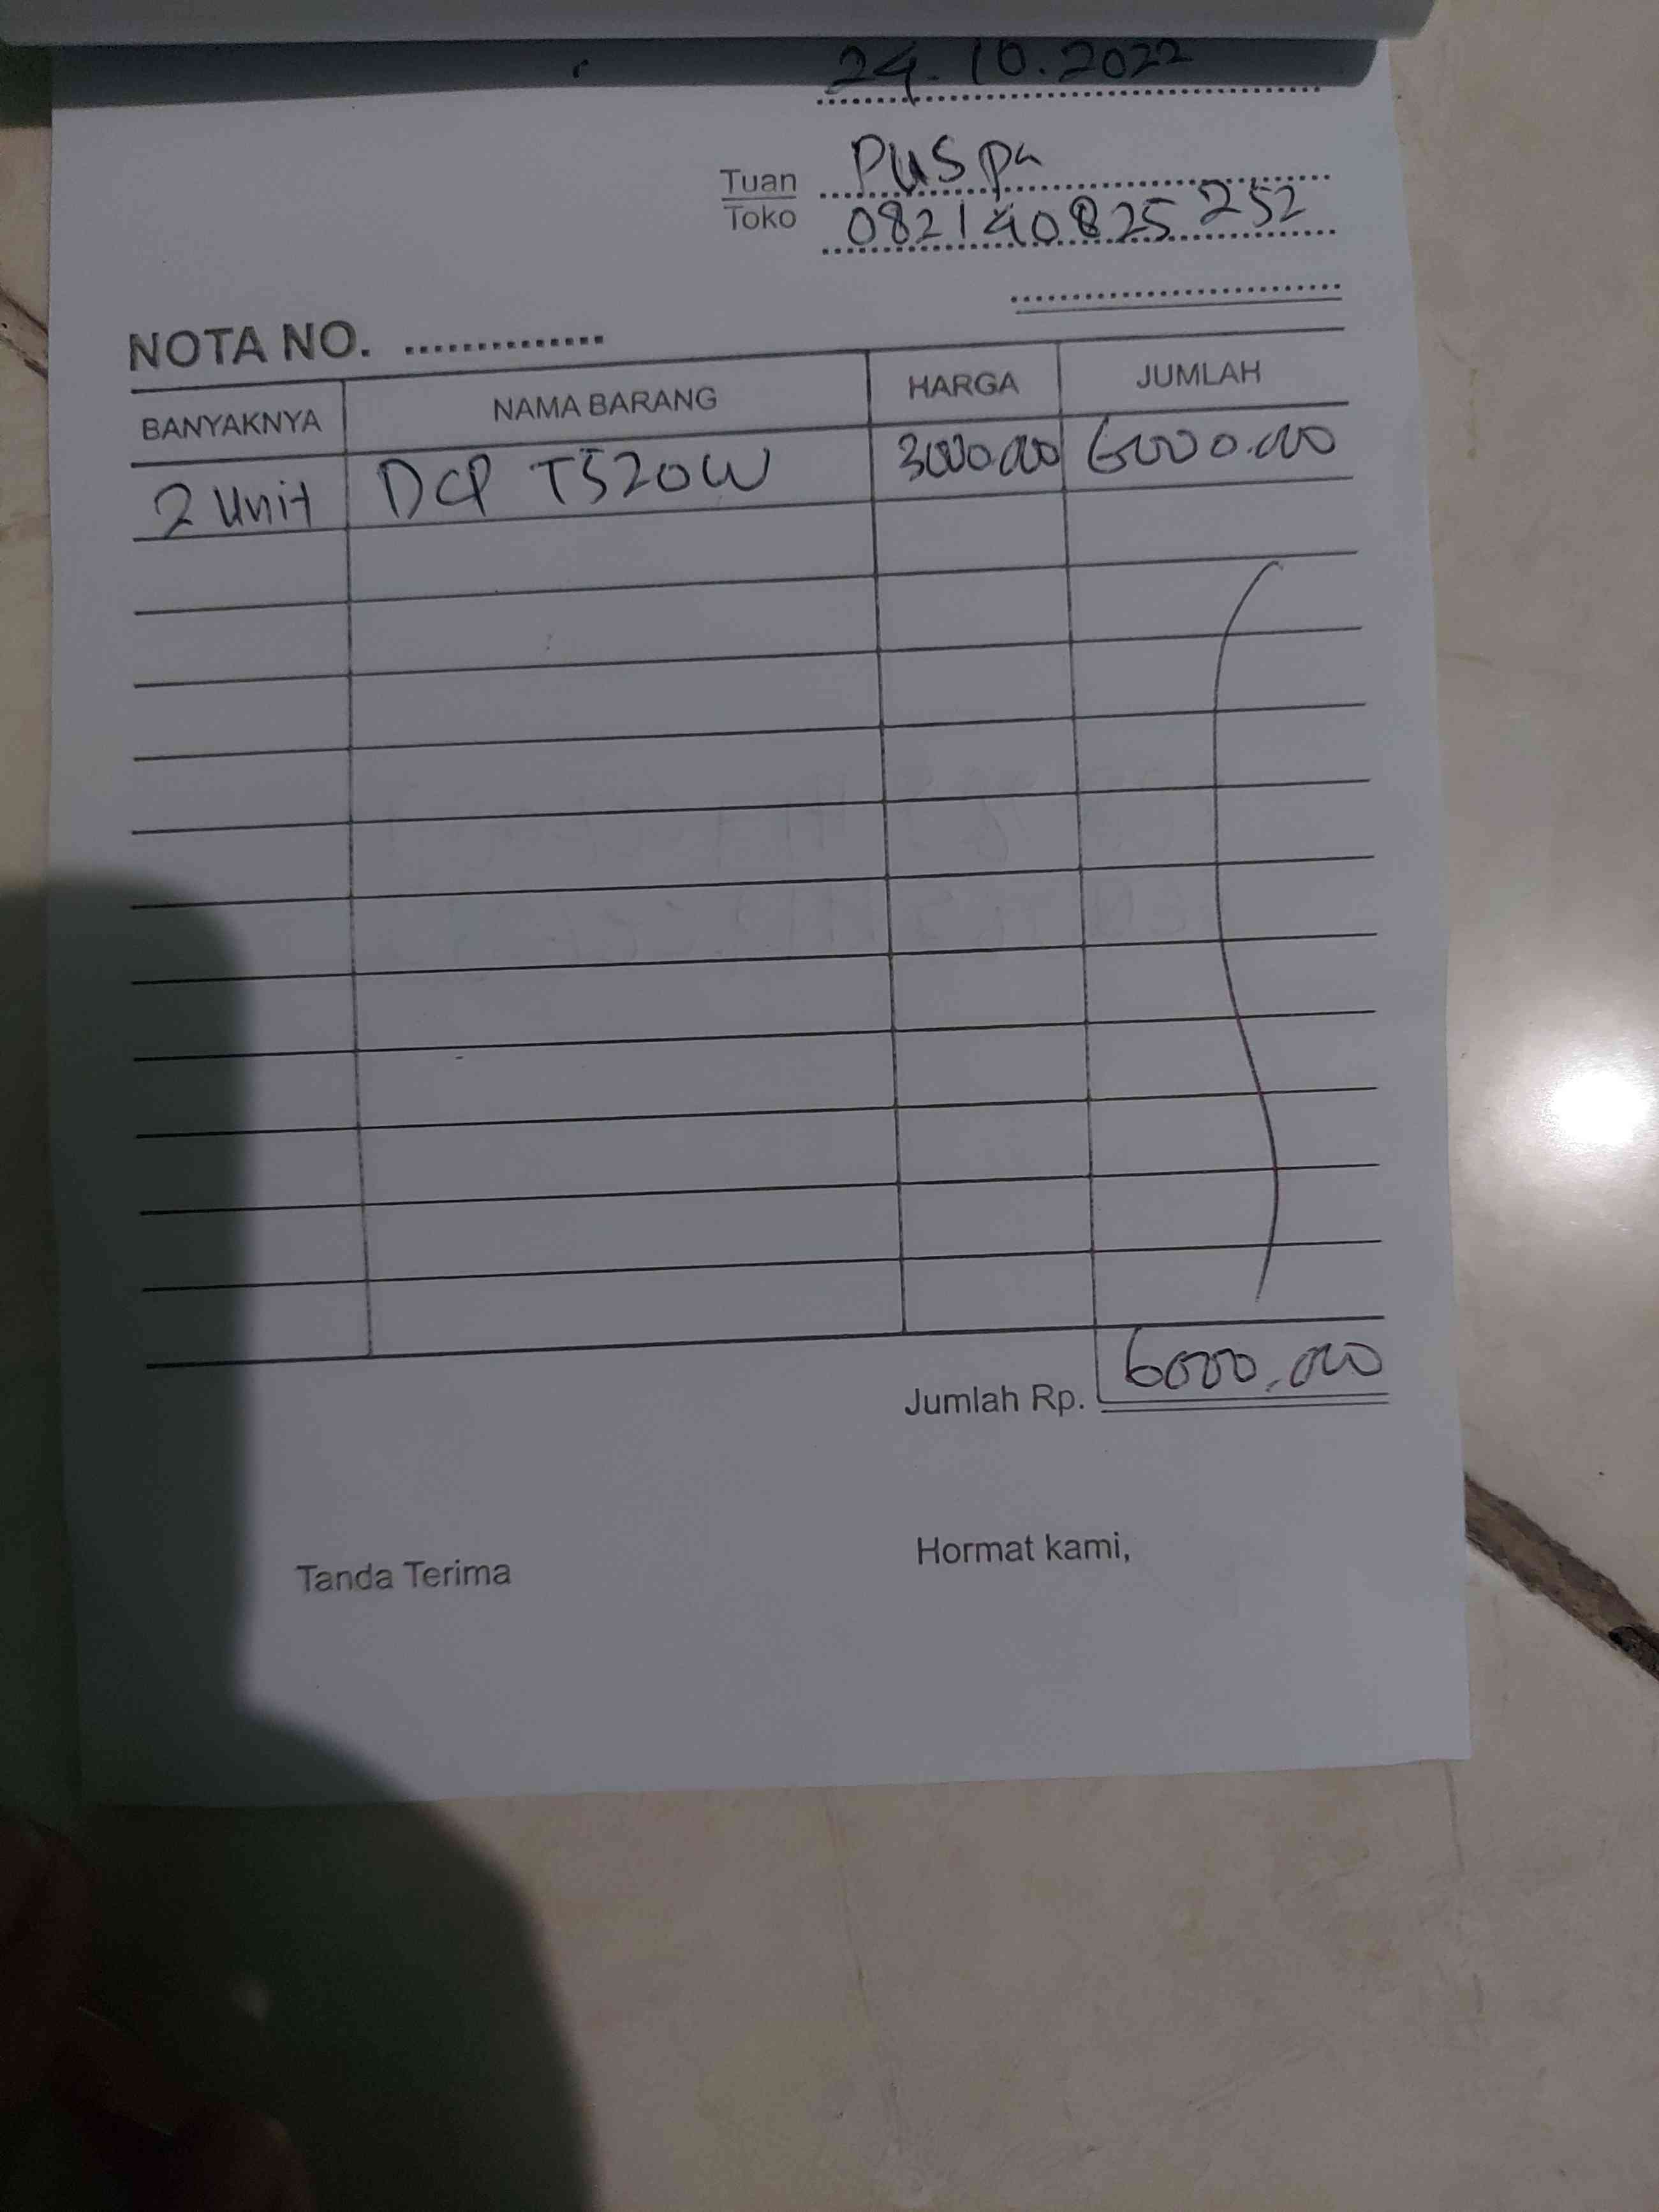 24.10.2022
Tuan Puspa
Toko 082140825252
NOTA NO. ..............
BANYAKNYA NAMA BARANG HARGA JUMLAH
2 Unit DCP T520W 3000.000 6000.000
Jumlah Rp. 6000.000
Tanda Terima Hormat kami,